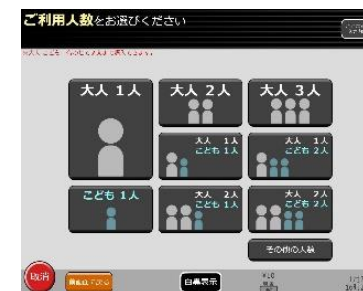 ご利用人数をお選びください
大人 1人
大人 2人
大人 3人
大人 1人
こども 1人
大人 1人
こども 2人
こども 1人
大人 2人
こども 1人
大人 2人
こども 2人
その他の人数
取消
白黒表示